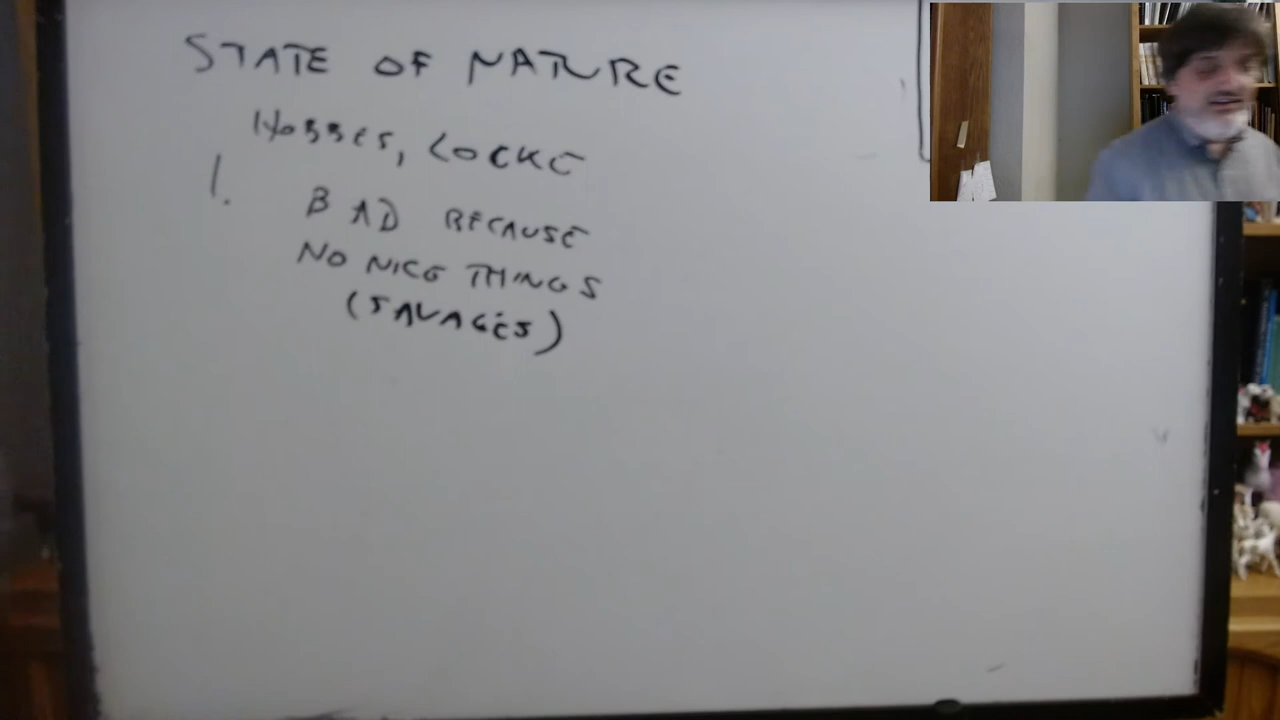 STATE OF NATURE
HOBBES, LOCKE
1. BAD BECAUSE
NO NICE THINGS
(SAVAGES)